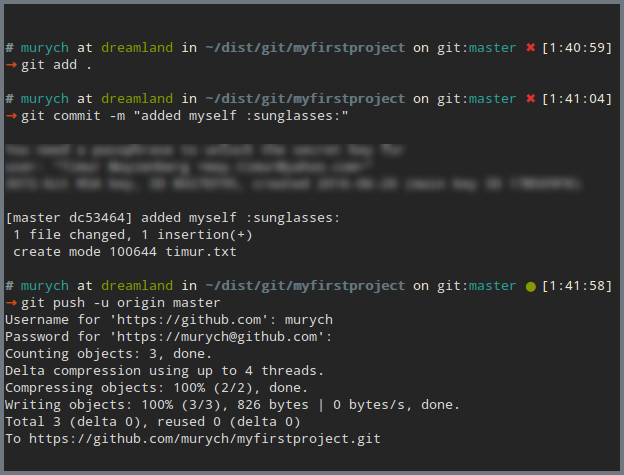 # murych at dreamland in ~/dist/git/myfirstproject on git:master ✖ [1:40:59]
→ git add .
# murych at dreamland in ~/dist/git/myfirstproject on git:master ✖ [1:41:04]
→ git commit -m "added myself :sunglasses:"
[master dc53464] added myself :sunglasses:
1 file changed, 1 insertion(+)
create mode 100644 timur.txt
# murych at dreamland in ~/dist/git/myfirstproject on git:master ● [1:41:58]
→ git push -u origin master
Username for 'https://github.com': murych
Password for 'https://murych@github.com':
Counting objects: 3, done.
Delta compression using up to 4 threads.
Compressing objects: 100% (2/2), done.
Writing objects: 100% (3/3), 826 bytes | 0 bytes/s, done.
Total 3 (delta 0), reused 0 (delta 0)
To https://github.com/murych/myfirstproject.git